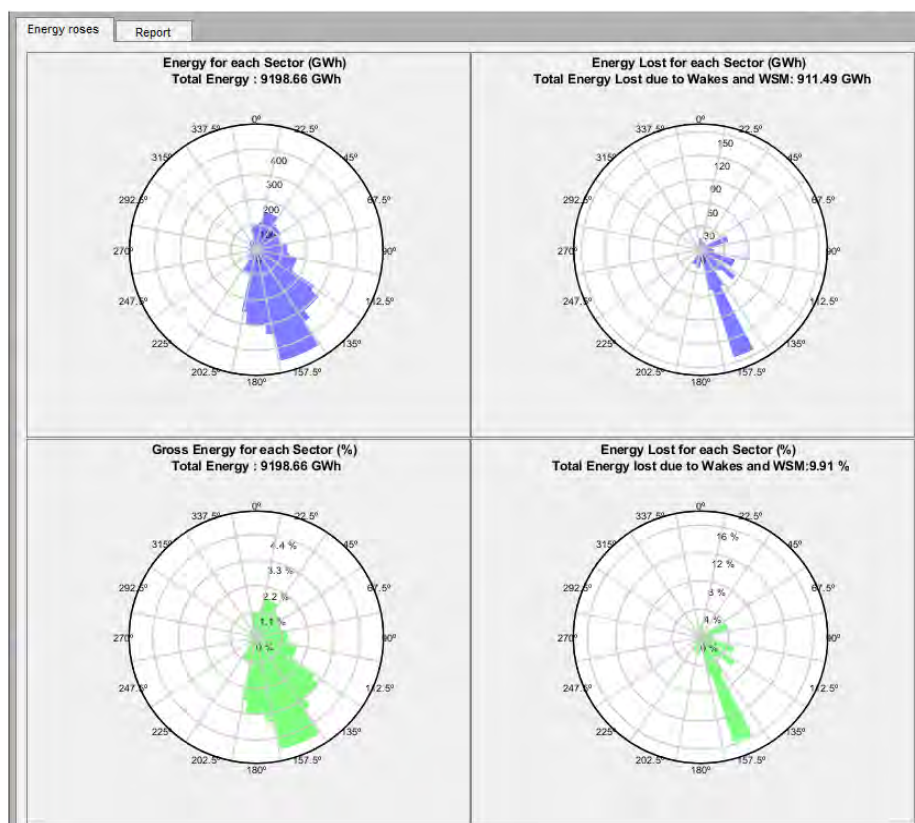 Energy roses
Report
Energy for each Sector (GWh)
Total Energy : 9198.66 GWh
0º
22.5º
45º
67.5º
90º
112.5º
135º
157.5º
180º
202.5º
225º
247.5º
270º
292.5º
315º
337.5º
400
300
200
Energy Lost for each Sector (GWh)
Total Energy Lost due to Wakes and WSM: 911.49 GWh
0º
22.5º
45º
67.5º
90º
112.5º
135º
157.5º
180º
202.5º
225º
247.5º
270º
292.5º
315º
337.5º
150
120
90
60
30
Gross Energy for each Sector (%)
Total Energy : 9198.66 GWh
0º
22.5º
45º
67.5º
90º
112.5º
135º
157.5º
180º
202.5º
225º
247.5º
270º
292.5º
315º
337.5º
4.4 %
3.3 %
2.2 %
1.1 %
0 %
Energy Lost for each Sector (%)
Total Energy lost due to Wakes and WSM:9.91 %
0º
22.5º
45º
67.5º
90º
112.5º
135º
157.5º
180º
202.5º
225º
247.5º
270º
292.5º
315º
337.5º
16 %
12 %
8 %
4 %
0 %